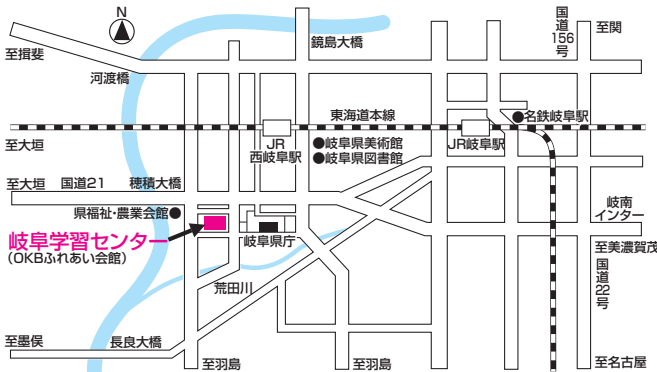 N
鏡島大橋
国道156号
至関
至揖斐
河渡橋
東海道本線
名鉄岐阜駅
至大垣
JR
西岐阜駅
岐阜県美術館
岐阜県図書館
JR岐阜駅
至大垣
国道21
穂積大橋
県福祉・農業会館
岐南
インター
岐阜学習センター
(OKBふれあい会館)
岐阜県庁
至美濃賀茂
国道22号
荒田川
至墨俣
長良大橋
至羽島
至羽島
至名古屋